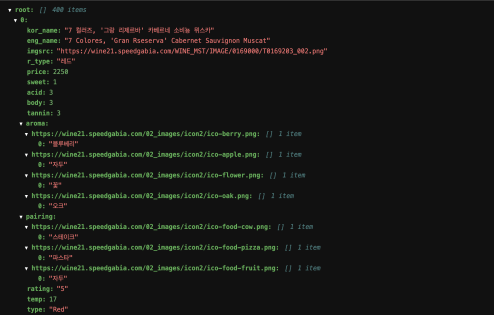 ▼ root: [] 400 items
▼ 0:
kor_name: "7 컬러즈, '그랑 리제르바' 카베르네 소비뇽 뮈스카"
eng_name: "7 Colores, 'Gran Rseserva' Cabernet Sauvignon Muscat"
imgsrc: "https://wine21.speedgabia.com/WINE_MST/IMAGE/0169000/T0169203_002.png"
r_type: "레드"
price: 2250
sweet: 1
acid: 3
body: 3
tannin: 3
▼ aroma:
▼ https://wine21.speedgabia.com/02_images/icon2/ico-berry.png: [] 1 item
0: "블루베리"
▼ https://wine21.speedgabia.com/02_images/icon2/ico-apple.png: [] 1 item
0: "자두"
▼ https://wine21.speedgabia.com/02_images/icon2/ico-flower.png: [] 1 item
0: "꽃"
▼ https://wine21.speedgabia.com/02_images/icon2/ico-oak.png: [] 1 item
0: "오크"
▼ pairing:
▼ https://wine21.speedgabia.com/02_images/icon2/ico-food-cow.png: [] 1 item
0: "스테이크"
▼ https://wine21.speedgabia.com/02_images/icon2/ico-food-pizza.png: [] 1 item
0: "파스타"
▼ https://wine21.speedgabia.com/02_images/icon2/ico-food-fruit.png: [] 1 item
0: "자두"
rating: "5"
temp: 17
type: "Red"